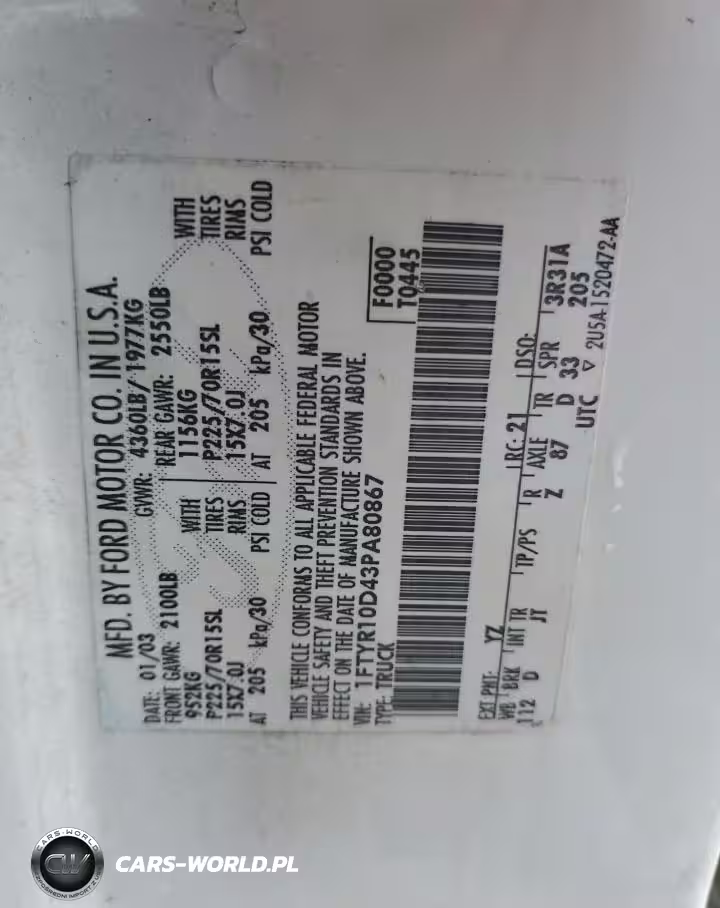 MFD. BY FORD MOTOR CO. IN U.S.A.
DATE: 01/03 GVWR: 4360LB/ 1977KG
FRONT GAWR: 2100LB REAR GAWR: 2550LB
952KG WITH 1156KG WITH
P225/70R15SL TIRES P225/70R15SL TIRES
15X7.0J RIMS 15X7.0J RIMS
AT 205 kPa/30 PSI COLD AT 205 kPa/30 PSI COLD
THIS VEHICLE CONFORMS TO ALL APPLICABLE FEDERAL MOTOR
VEHICLE SAFETY AND THEFT PREVENTION STANDARDS IN
EFFECT ON THE DATE OF MANUFACTURE SHOWN ABOVE.
VIN: 1FTYR10D43PA80867 F0000
TYPE: TRUCK T0445
EXT PNT: YZ RC: 21 DSO:
WB BRK INT TR TP/PS R AXLE TR SPR 3R31A
112 D JT Z 87 D 33 205
UTC ▽ 2U5A-1520472-AA
CARS-WORLD
CW
CARS-WORLD.PL